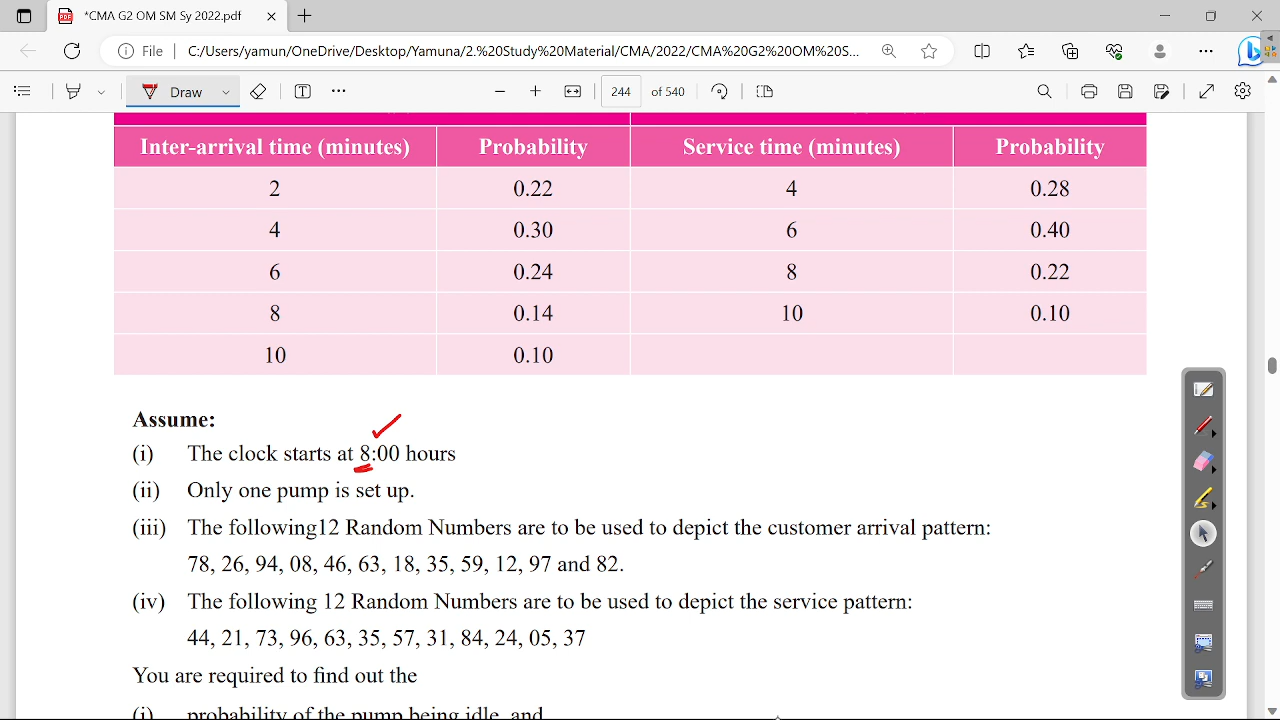 *CMA G2 OM SM Sy 2022.pdf
File C:/Users/yamun/OneDrive/Desktop/Yamuna/2.%20Study%20Material/CMA/2022/CMA%20G2%20OM%20S...
Draw 244 of 540
Inter-arrival time (minutes) Probability Service time (minutes) Probability
2 0.22 4 0.28
4 0.30 6 0.40
6 0.24 8 0.22
8 0.14 10 0.10
10 0.10
Assume:
(i) The clock starts at 8:00 hours
(ii) Only one pump is set up.
(iii) The following12 Random Numbers are to be used to depict the customer arrival pattern:
78, 26, 94, 08, 46, 63, 18, 35, 59, 12, 97 and 82.
(iv) The following 12 Random Numbers are to be used to depict the service pattern:
44, 21, 73, 96, 63, 35, 57, 31, 84, 24, 05, 37
You are required to find out the
(i) probability of the pump being idle, and